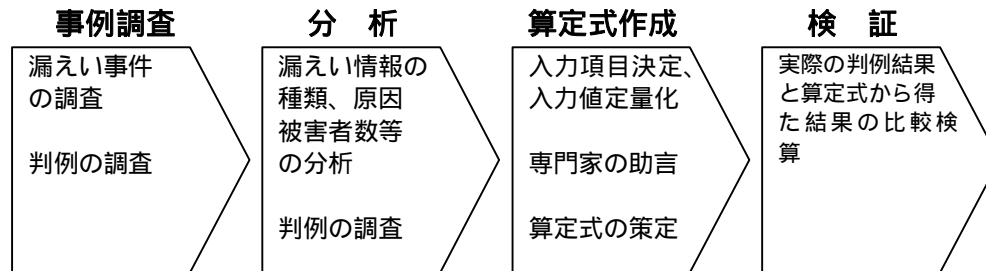 事例調査
漏えい事件
の調査
判例の調査
分 析
漏えい情報の
種類、原因
被害者数等
の分析
判例の調査
算定式作成
入力項目決定、
入力値定量化
専門家の助言
算定式の策定
検 証
実際の判例結果
と算定式から得
た結果の比較検
算